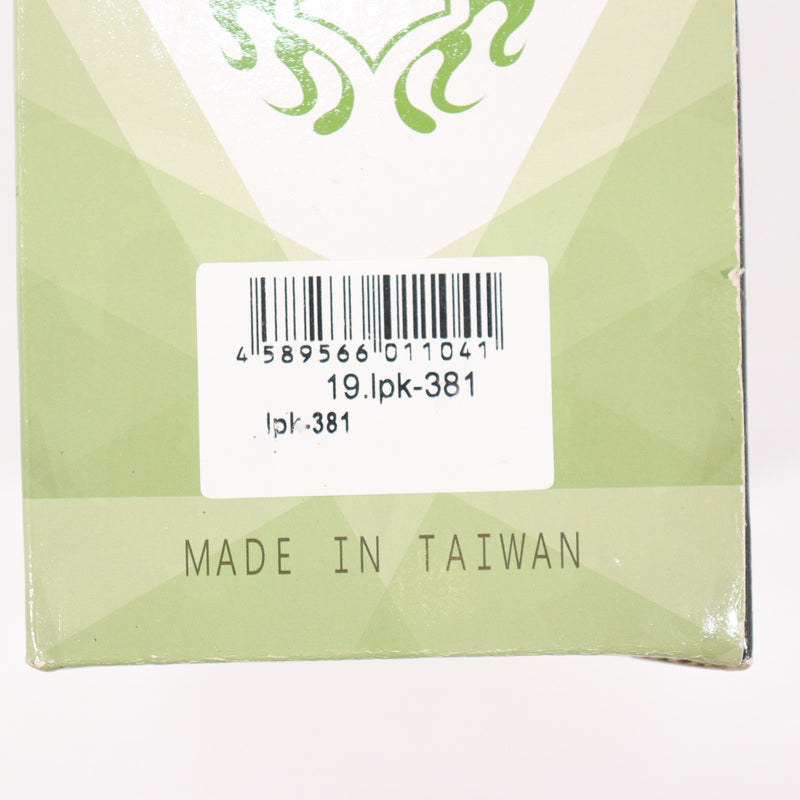 4 589566 011041
19.lpk-381
lpk-381
MADE IN TAIWAN